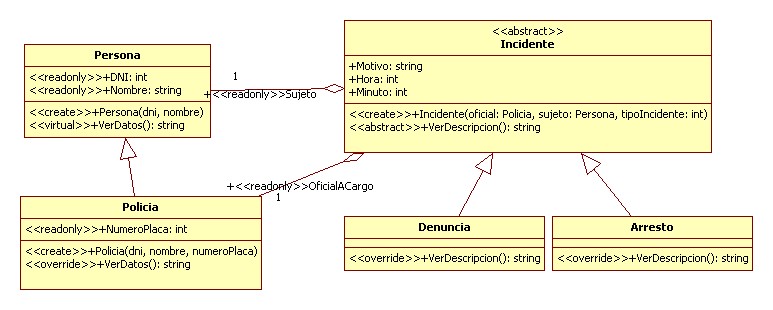 Persona
<<readonly>>+DNI: int
<<readonly>>+Nombre: string
<<create>>+Persona(dni, nombre)
<<virtual>>+VerDatos(): string
1
+<<readonly>>Sujeto
<<abstract>>
Incidente
+Motivo: string
+Hora: int
+Minuto: int
<<create>>+Incidente(oficial: Policia, sujeto: Persona, tipoIncidente: int)
<<abstract>>+VerDescripcion(): string
+<<readonly>>OficialACargo
1
Policia
<<readonly>>+NumeroPlaca: int
<<create>>+Policia(dni, nombre, numeroPlaca)
<<override>>+VerDatos(): string
Denuncia
<<override>>+VerDescripcion(): string
Arresto
<<override>>+VerDescripcion(): string